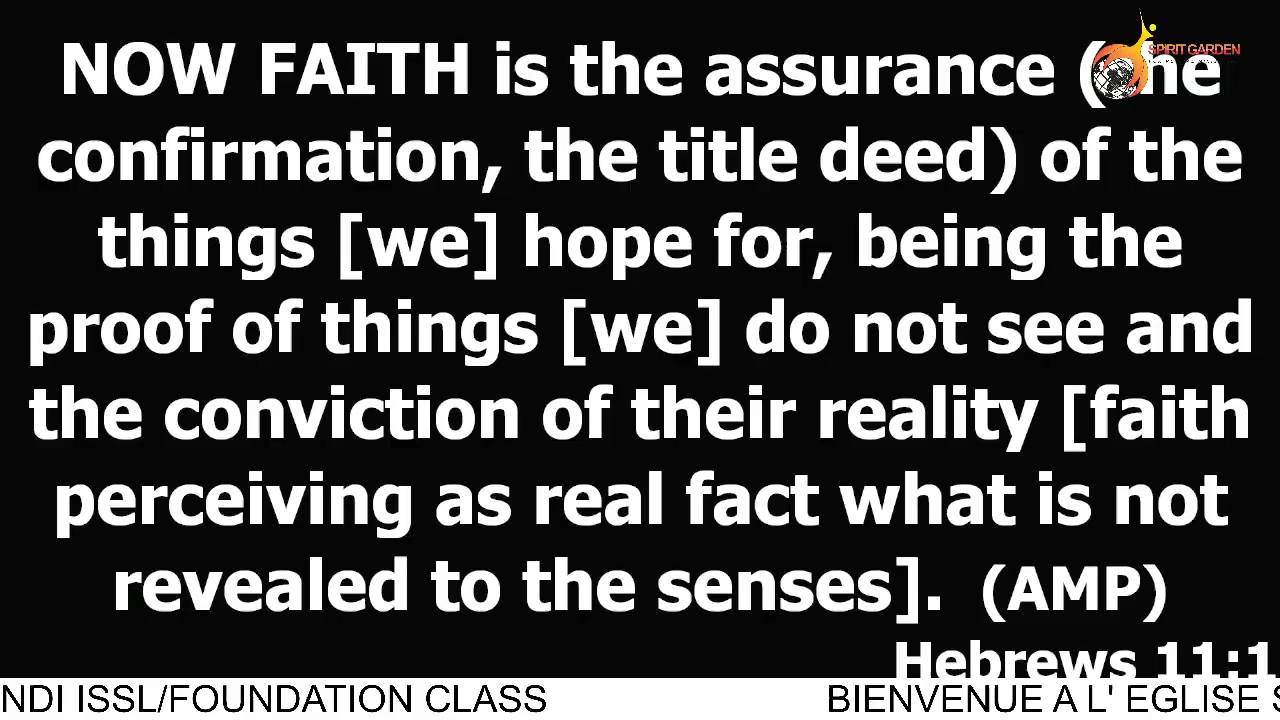 SPIRIT GARDEN
NOW FAITH is the assurance (the
confirmation, the title deed) of the
things [we] hope for, being the
proof of things [we] do not see and
the conviction of their reality [faith
perceiving as real fact what is not
revealed to the senses]. (AMP)
Hebrews 11:1
NDI ISSL/FOUNDATION CLASS BIENVENUE A L' EGLISE S